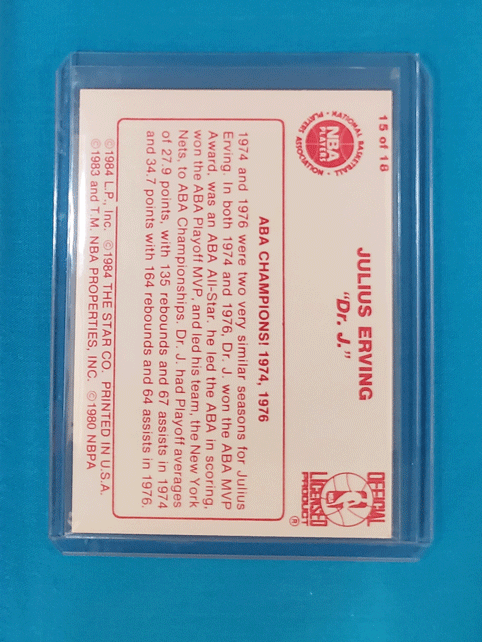 15 of 18
NATIONAL BASKETBALL
PLAYERS ASSOCIATION
NBA
PLAYER
JULIUS ERVING
"Dr. J."
OFFICIAL
NBA
LICENSED
PRODUCT
®
ABA CHAMPIONS! 1974, 1976
1974 and 1976 were two very similar seasons for Julius
Erving. In both 1974 and 1976, Dr. J. won the ABA MVP
Award, was an ABA All-Star, he led the ABA in scoring,
won the ABA Playoff MVP, and led his team, the New York
Nets, to ABA Championships. Dr. J. had Playoff averages
of 27.9 points, with 135 rebounds and 67 assists in 1974
and 34.7 points with 164 rebounds and 64 assists in 1976.
©1984 L.P., Inc. ©1984 THE STAR CO, PRINTED IN U.S.A.
©1983 and T.M. NBA PROPERTIES, INC. ©1980 NBPA